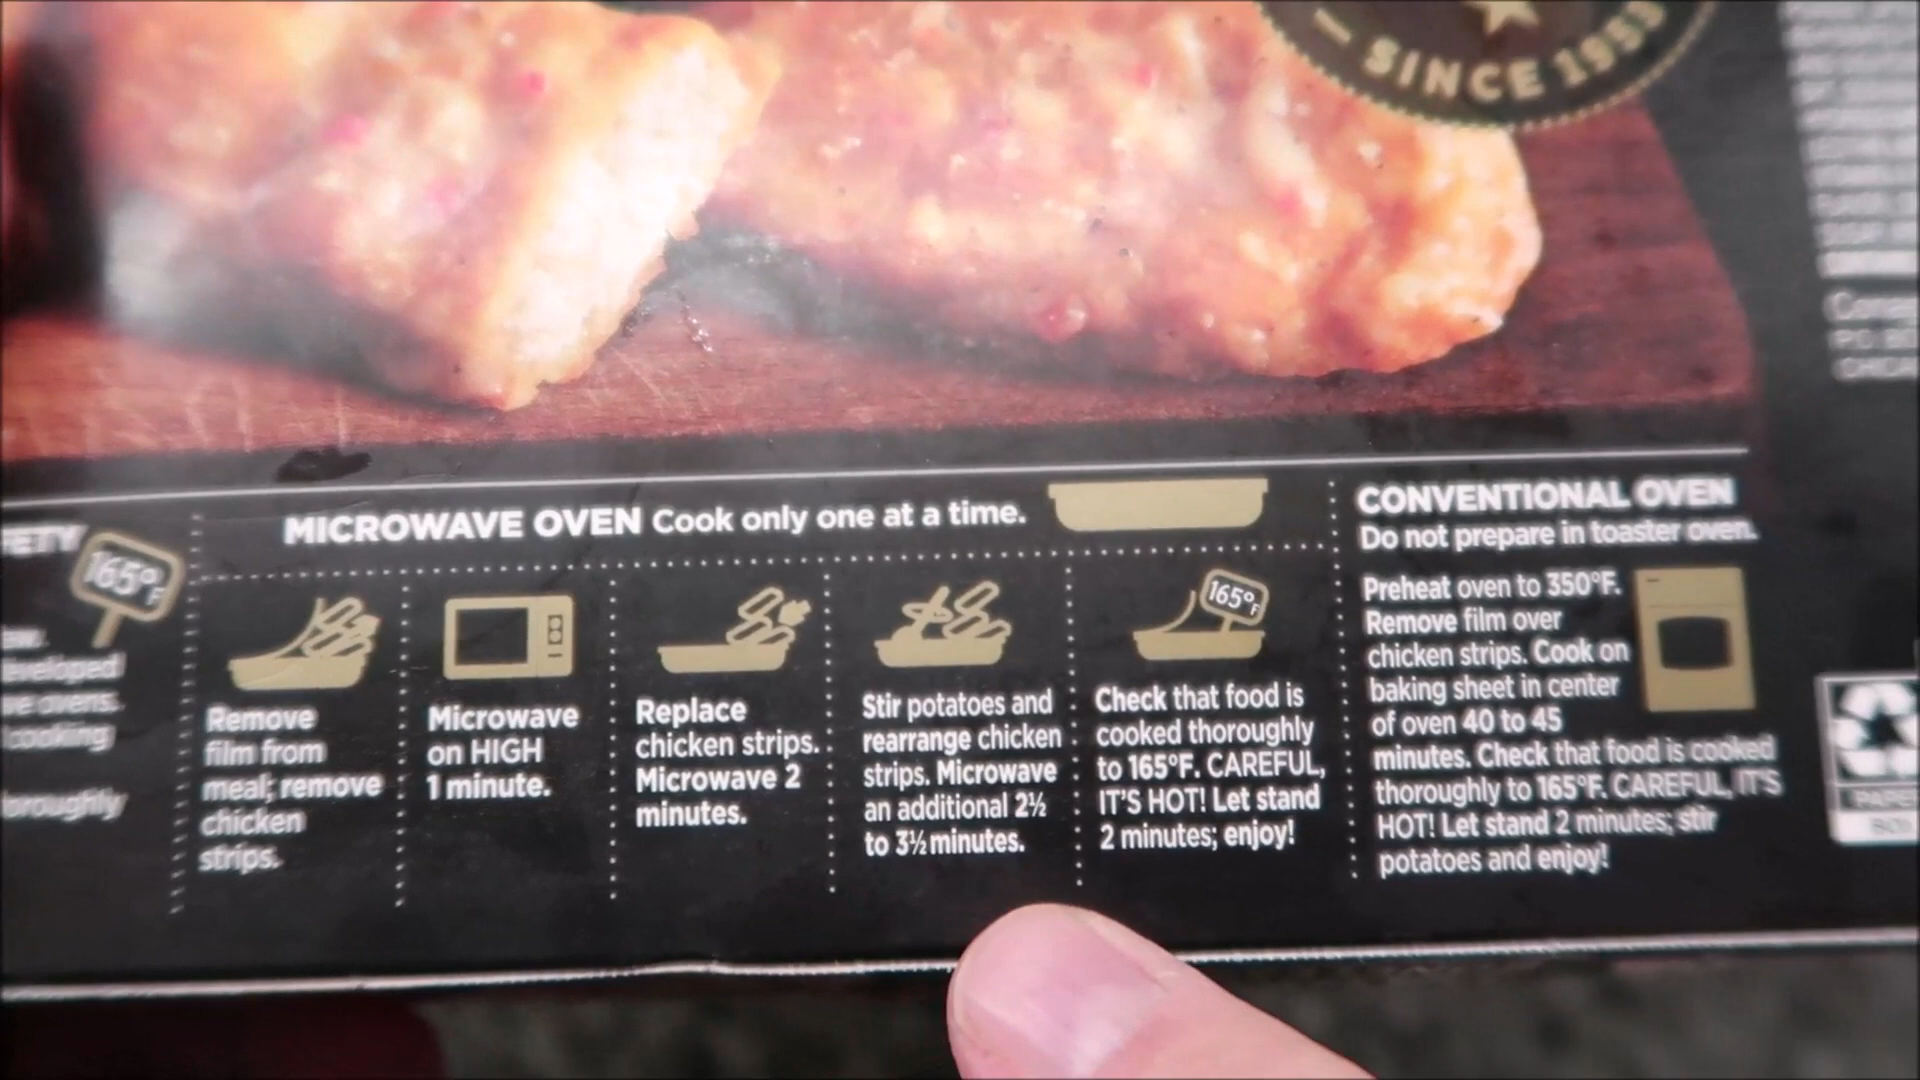 — SINCE 1953
MICROWAVE OVEN Cook only one at a time.
165°F
Remove
film from
meal; remove
chicken
strips.
Microwave
on HIGH
1 minute.
Replace
chicken strips.
Microwave 2
minutes.
Stir potatoes and
rearrange chicken
strips. Microwave
an additional 2½
to 3½ minutes.
165°F
Check that food is
cooked thoroughly
to 165°F. CAREFUL,
IT'S HOT! Let stand
2 minutes; enjoy!
CONVENTIONAL OVEN
Do not prepare in toaster oven.
Preheat oven to 350°F.
Remove film over
chicken strips. Cook on
baking sheet in center
of oven 40 to 45
minutes. Check that food is cooked
thoroughly to 165°F. CAREFUL, IT'S
HOT! Let stand 2 minutes; stir
potatoes and enjoy!